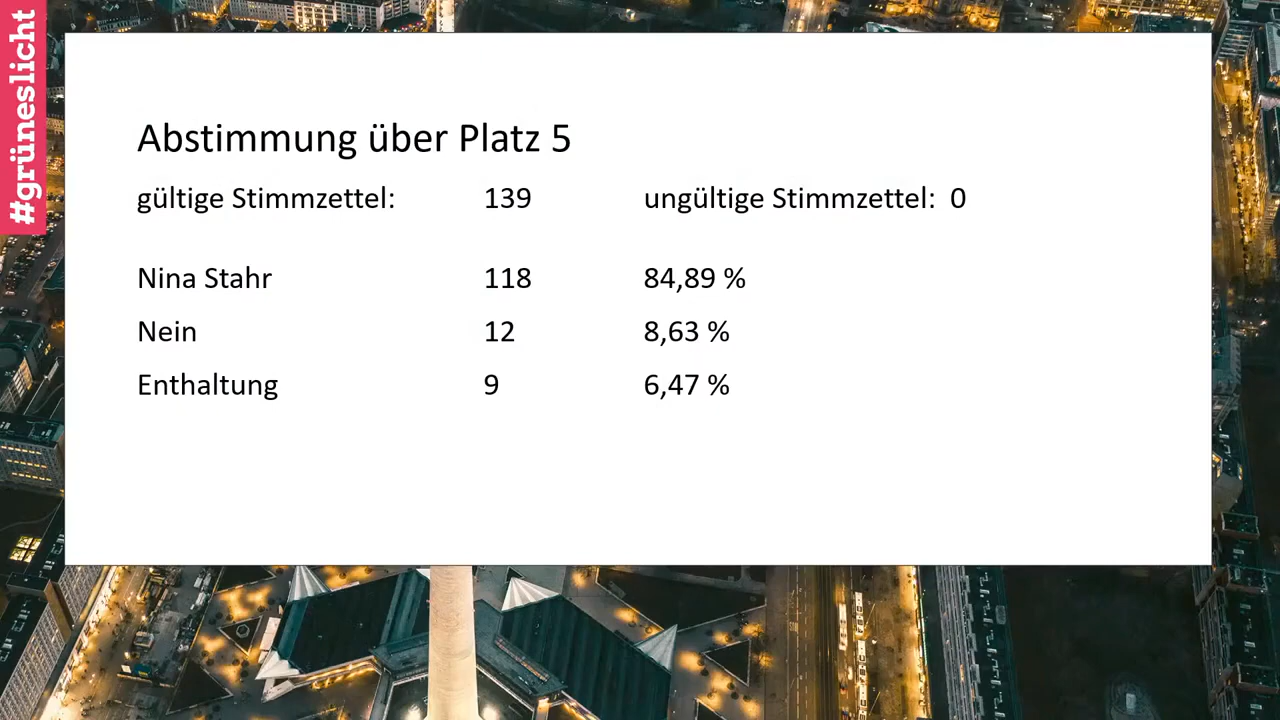 #grüneslicht
Abstimmung über Platz 5
gültige Stimmzettel: 139 ungültige Stimmzettel: 0
Nina Stahr 118 84,89 %
Nein 12 8,63 %
Enthaltung 9 6,47 %